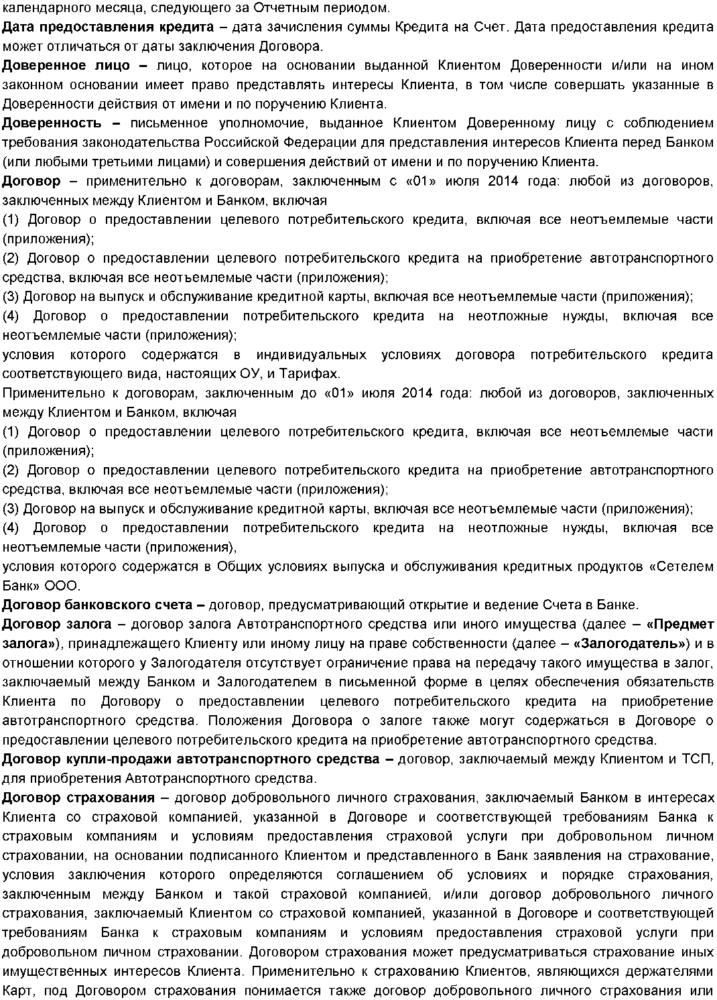 календарного месяца, следующего за Отчетным периодом.
Дата предоставления кредита – дата зачисления суммы Кредита на Счет. Дата предоставления кредита
может отличаться от даты заключения Договора.
Доверенное лицо – лицо, которое на основании выданной Клиентом Доверенности и/или на ином
законном основании имеет право представлять интересы Клиента, в том числе совершать указанные в
Доверенности действия от имени и по поручению Клиента.
Доверенность – письменное уполномочие, выданное Клиентом Доверенному лицу с соблюдением
требования законодательства Российской Федерации для представления интересов Клиента перед Банком
(или любыми третьими лицами) и совершения действий от имени и по поручению Клиента.
Договор – применительно к договорам, заключенным с «01» июля 2014 года: любой из договоров,
заключенных между Клиентом и Банком, включая
(1) Договор о предоставлении целевого потребительского кредита, включая все неотъемлемые части
(приложения);
(2) Договор о предоставлении целевого потребительского кредита на приобретение автотранспортного
средства, включая все неотъемлемые части (приложения);
(3) Договор на выпуск и обслуживание кредитной карты, включая все неотъемлемые части (приложения);
(4) Договор о предоставлении потребительского кредита на неотложные нужды, включая все
неотъемлемые части (приложения);
условия которого содержатся в индивидуальных условиях договора потребительского кредита
соответствующего вида, настоящих ОУ, и Тарифах.
Применительно к договорам, заключенным до «01» июля 2014 года: любой из договоров, заключенных
между Клиентом и Банком, включая
(1) Договор о предоставлении целевого потребительского кредита, включая все неотъемлемые части
(приложения);
(2) Договор о предоставлении целевого потребительского кредита на приобретение автотранспортного
средства, включая все неотъемлемые части (приложения);
(3) Договор на выпуск и обслуживание кредитной карты, включая все неотъемлемые части (приложения);
(4) Договор о предоставлении потребительского кредита на неотложные нужды, включая все
неотъемлемые части (приложения),
условия которого содержатся в Общих условиях выпуска и обслуживания кредитных продуктов «Сетелем
Банк» ООО.
Договор банковского счета – договор, предусматривающий открытие и ведение Счета в Банке.
Договор залога – договор залога Автотранспортного средства или иного имущества (далее – «Предмет
залога»), принадлежащего Клиенту или иному лицу на праве собственности (далее – «Залогодатель») и в
отношении которого у Залогодателя отсутствует ограничение права на передачу такого имущества в залог,
заключаемый между Банком и Залогодателем в письменной форме в целях обеспечения обязательств
Клиента по Договору о предоставлении целевого потребительского кредита на приобретение
автотранспортного средства. Положения Договора о залоге также могут содержаться в Договоре о
предоставлении целевого потребительского кредита на приобретение автотранспортного средства.
Договор купли-продажи автотранспортного средства – договор, заключаемый между Клиентом и ТСП,
для приобретения Автотранспортного средства.
Договор страхования – договор добровольного личного страхования, заключаемый Банком в интересах
Клиента со страховой компанией, указанной в Договоре и соответствующей требованиям Банка к
страховым компаниям и условиям предоставления страховой услуги при добровольном личном
страховании, на основании подписанного Клиентом и представленного в Банк заявления на страхование,
условия заключения которого определяются соглашением об условиях и порядке страхования,
заключенным между Банком и такой страховой компанией, и/или договор добровольного личного
страхования, заключаемый Клиентом со страховой компанией, указанной в Договоре и соответствующей
требованиям Банка к страховым компаниям и условиям предоставления страховой услуги при
добровольном личном страховании. Договором страхования может предусматриваться страхование иных
имущественных интересов Клиента. Применительно к страхованию Клиентов, являющихся держателями
Карт, под Договором страхования понимается также договор добровольного личного страхования или